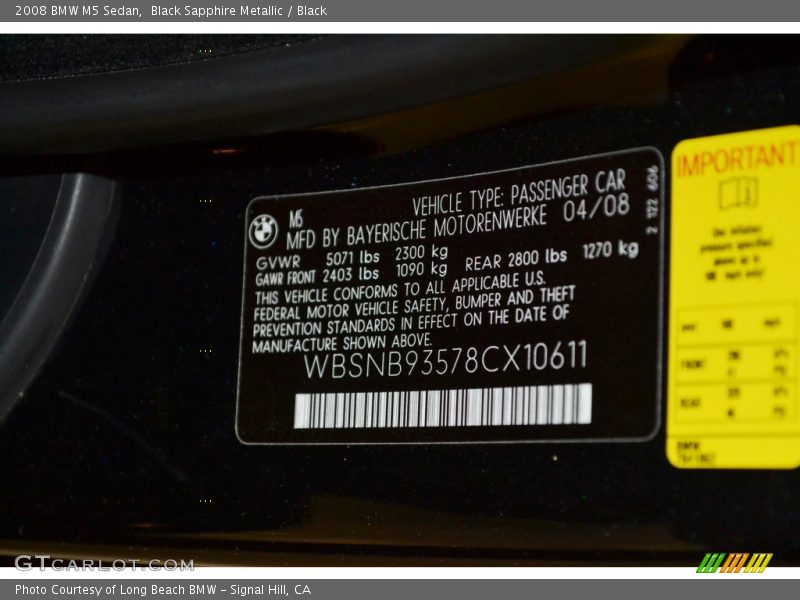 2008 BMW M5 Sedan,  Black Sapphire Metallic / Black
M5
VEHICLE TYPE: PASSENGER CAR
MFD BY BAYERISCHE MOTORENWERKE 04/08
GVWR 5071 lbs 2300 kg
GAWR FRONT 2403 lbs 1090 kg REAR 2800 lbs 1270 kg
THIS VEHICLE CONFORMS TO ALL APPLICABLE U.S.
FEDERAL MOTOR VEHICLE SAFETY, BUMPER AND THEFT
PREVENTION STANDARDS IN EFFECT ON THE DATE OF
MANUFACTURE SHOWN ABOVE.
WBSNB93578CX10611
2 122 606
IMPORTANT
FRONT
REAR
BMW
GTCARLOT.COM
Photo Courtesy of Long Beach BMW - Signal Hill, CA